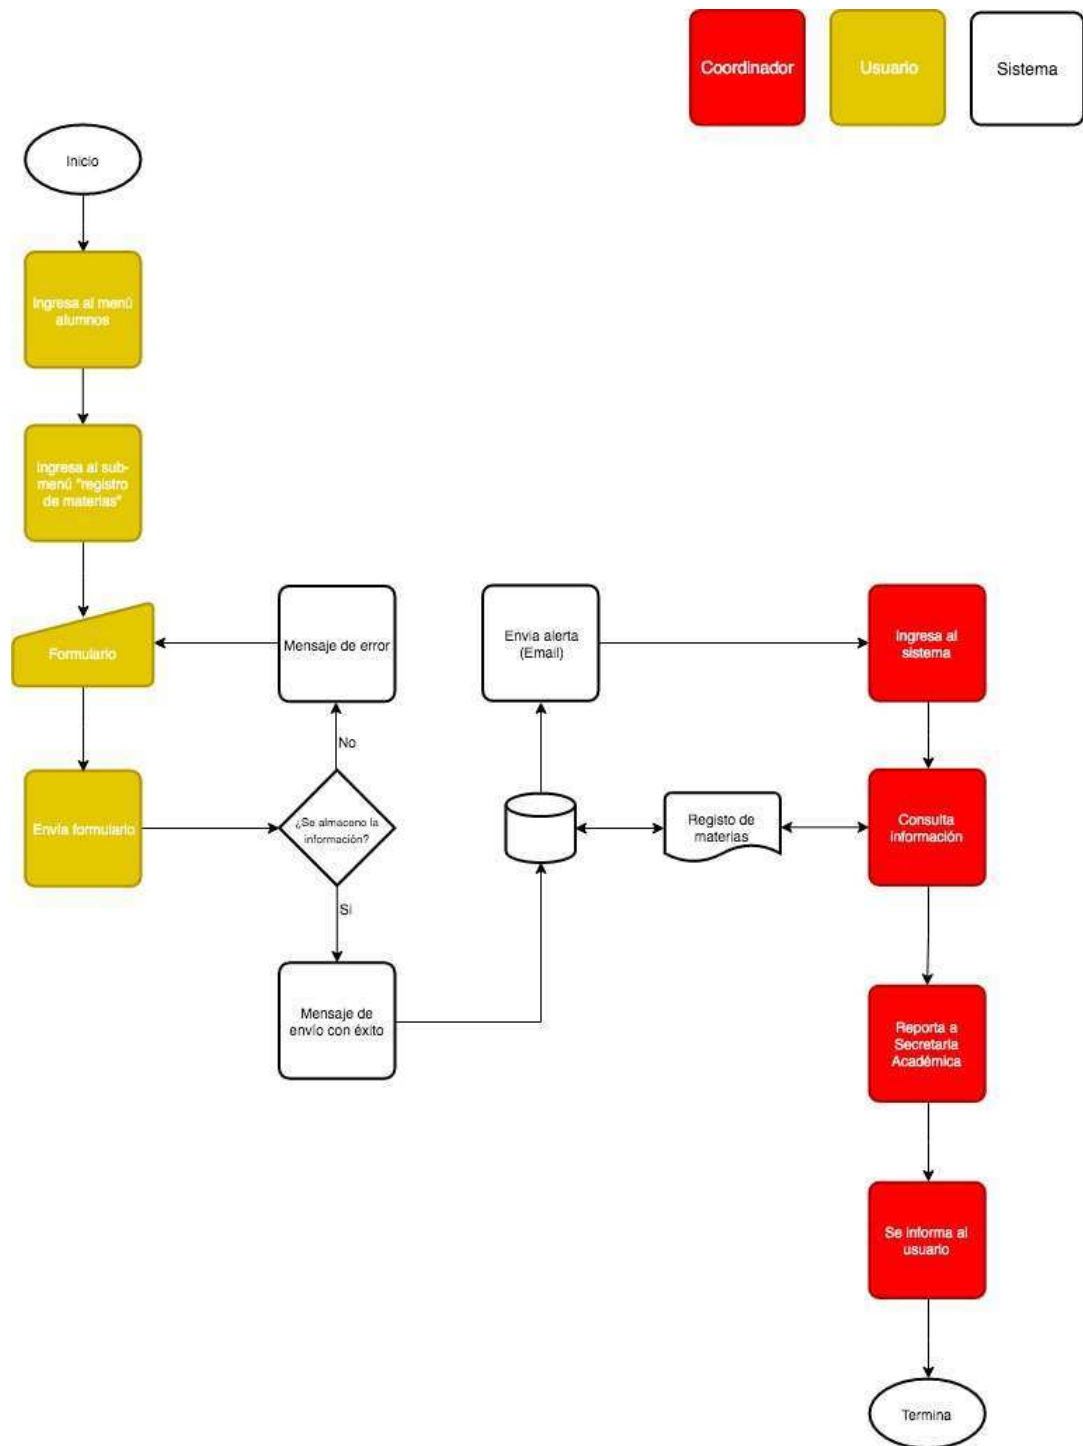 Coordinador
Usuario
Sistema
Inicio
Ingresa al menú
alumnos
Ingresa al sub-
menú "registro
de materias"
Formulario
Envía formulario
Mensaje de error
No
¿Se almaceno la
información?
Si
Mensaje de
envío con éxito
Envia alerta
(Email)
Registo de
materias
Ingresa al
sistema
Consulta
información
Reporta a
Secretaría
Académica
Se informa al
usuario
Termina